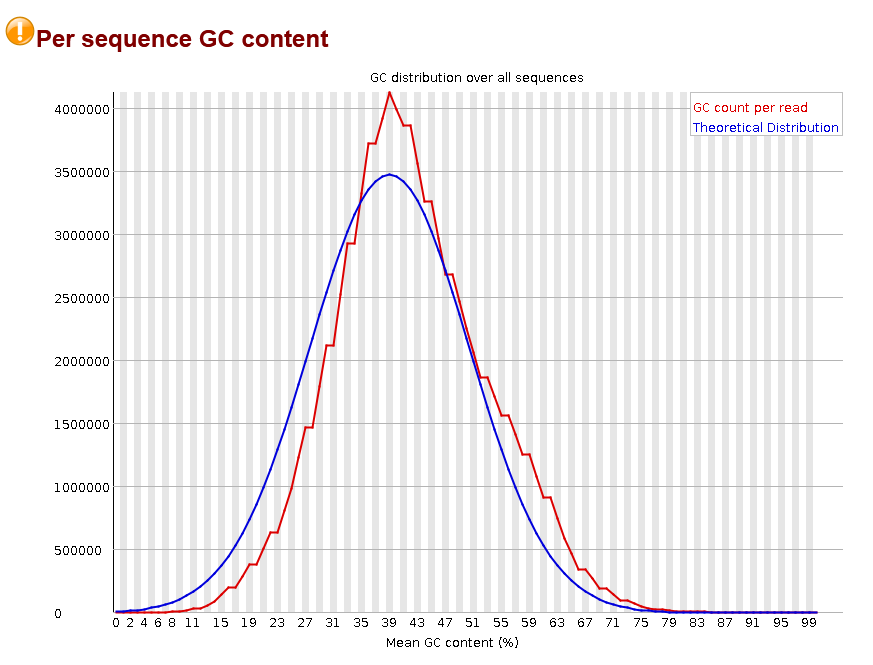 Per sequence GC content
GC distribution over all sequences
GC count per read
Theoretical Distribution
4000000
3500000
3000000
2500000
2000000
1500000
1000000
500000
0
0 2 4 6 8 11 15 19 23 27 31 35 39 43 47 51 55 59 63 67 71 75 79 83 87 91 95 99
Mean GC content (%)